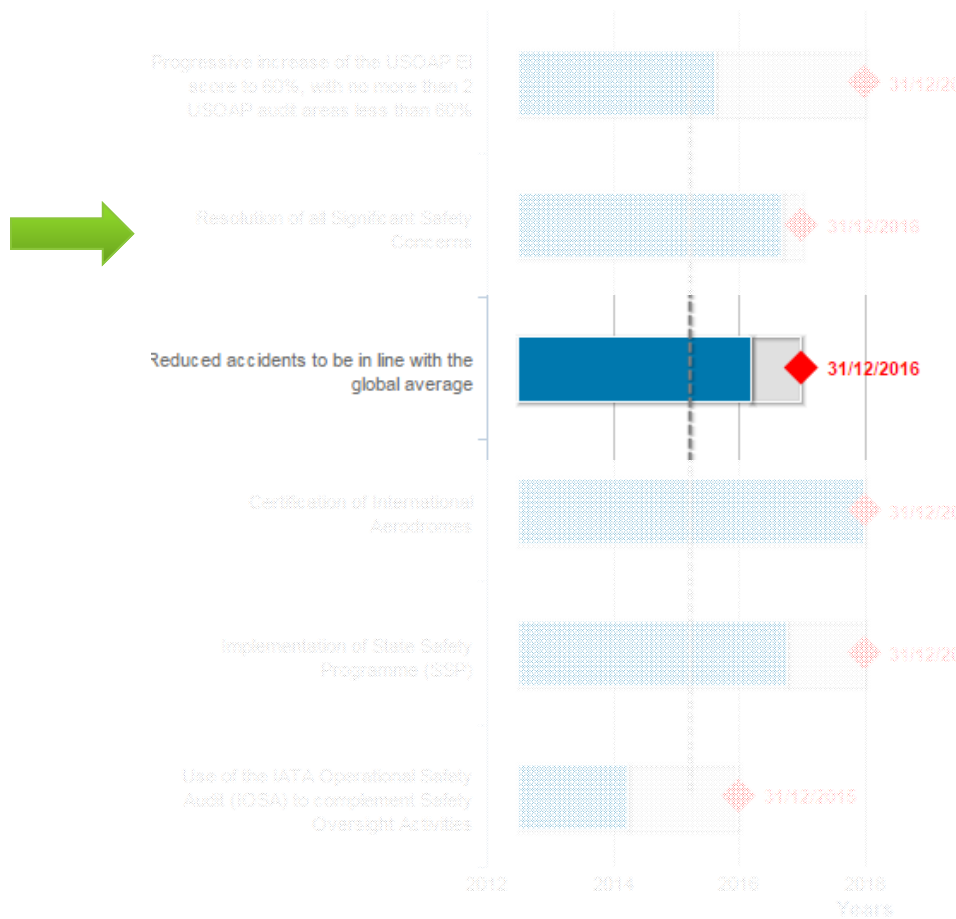 Progressive increase of the USOAP EI
score to 60%, with no more than 2
USOAP audit areas less than 60%
31/12/20
Resolution of all Significant Safety
Concerns
31/12/2016
Reduced accidents to be in line with the
global average
31/12/2016
Certification of International
Aerodromes
31/12/20
Implementation of State Safety
Programme (SSP)
31/12/20
Use of the IATA Operational Safety
Audit (IOSA) to complement Safety
Oversight Activities
31/12/2015
2012 2014 2016 2018
Years